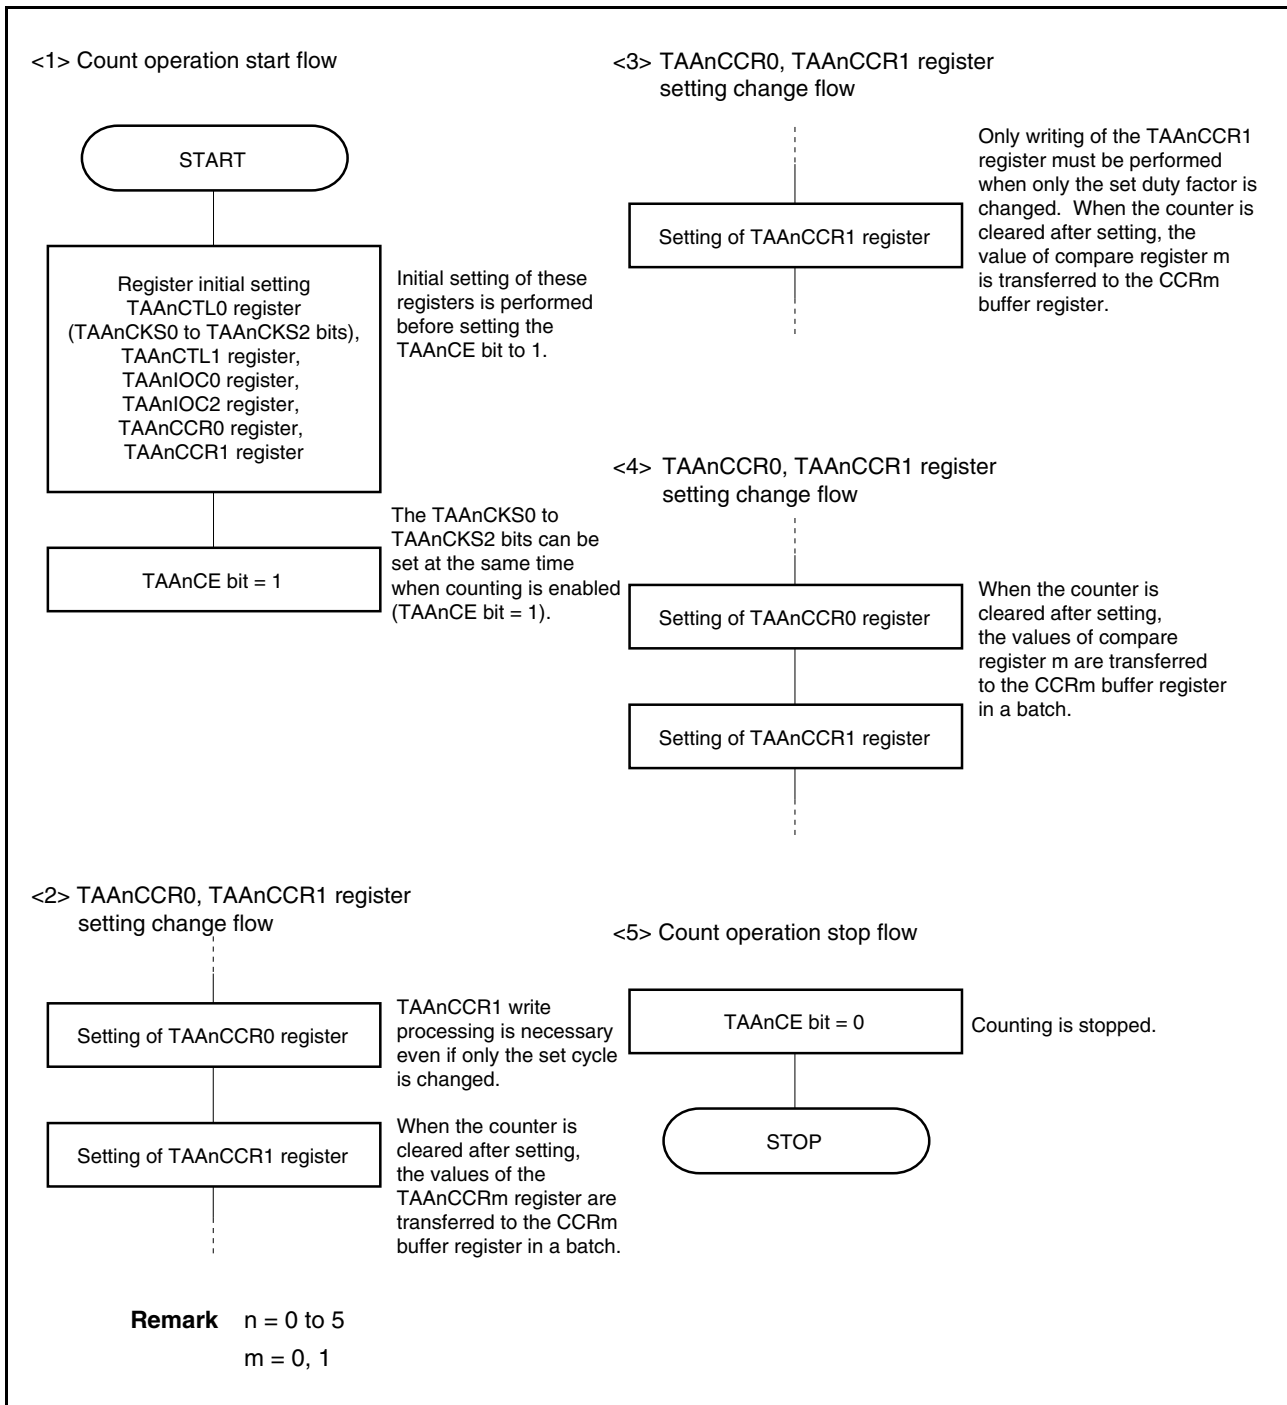 <1> Count operation start flow
START
Register initial setting
TAAnCTL0 register
(TAAnCKS0 to TAAnCKS2 bits),
TAAnCTL1 register,
TAAnIOC0 register,
TAAnIOC2 register,
TAAnCCR0 register,
TAAnCCR1 register
Initial setting of these
registers is performed
before setting the
TAAnCE bit to 1.
TAAnCE bit = 1
The TAAnCKS0 to
TAAnCKS2 bits can be
set at the same time
when counting is enabled
(TAAnCE bit = 1).
<2> TAAnCCR0, TAAnCCR1 register
setting change flow
Setting of TAAnCCR0 register
TAAnCCR1 write
processing is necessary
even if only the set cycle
is changed.
Setting of TAAnCCR1 register
When the counter is
cleared after setting,
the values of the
TAAnCCRm register are
transferred to the CCRm
buffer register in a batch.
<3> TAAnCCR0, TAAnCCR1 register
setting change flow
Setting of TAAnCCR1 register
Only writing of the TAAnCCR1
register must be performed
when only the set duty factor is
changed. When the counter is
cleared after setting, the
value of compare register m
is transferred to the CCRm
buffer register.
<4> TAAnCCR0, TAAnCCR1 register
setting change flow
Setting of TAAnCCR0 register
When the counter is
cleared after setting,
the values of compare
register m are transferred
to the CCRm buffer register
in a batch.
Setting of TAAnCCR1 register
<5> Count operation stop flow
TAAnCE bit = 0
Counting is stopped.
STOP
Remark n = 0 to 5
m = 0, 1